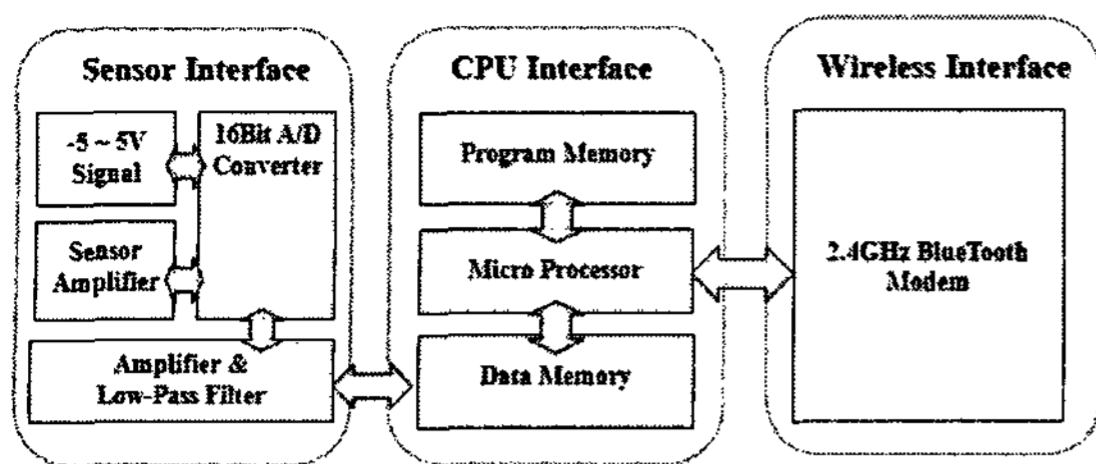 Sensor Interface
-5 ~ 5V
Signal
16Bit A/D
Converter
Sensor
Amplifier
Amplifier &
Low-Pass Filter
CPU Interface
Program Memory
Micro Processor
Data Memory
Wireless Interface
2.4GHz BlueTooth
Modem